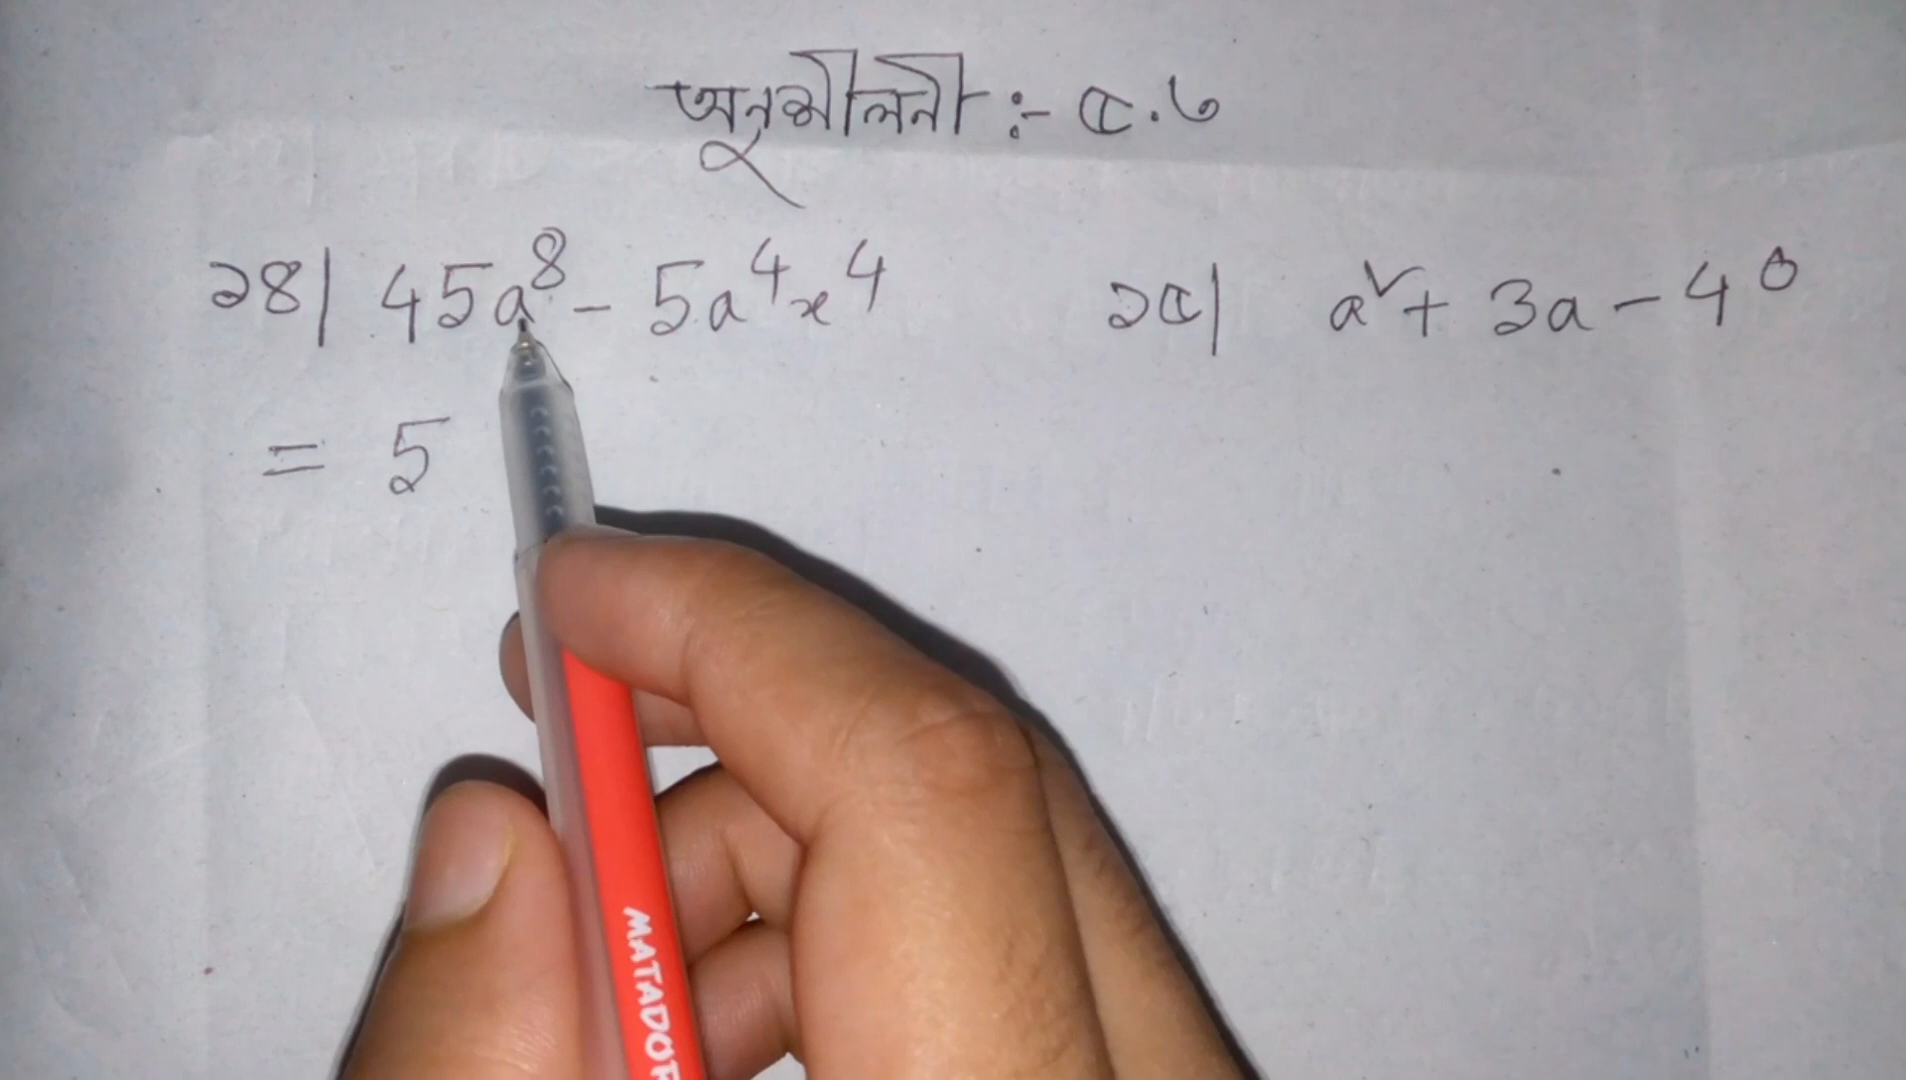 অনুশীলনী :- ৫.৩
১৪| 45a⁸ - 5a⁴x⁴
১৫| a² + 3a - 40
= 5
MATADOR